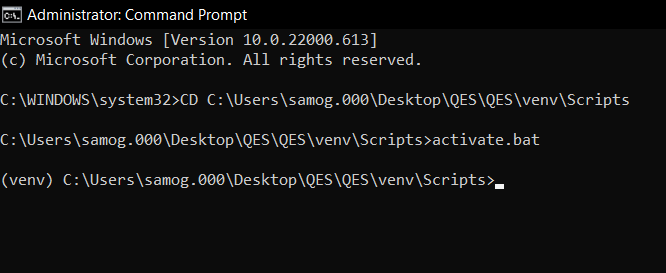 Administrator: Command Prompt
Microsoft Windows [Version 10.0.22000.613]
(c) Microsoft Corporation. All rights reserved.
C:\WINDOWS\system32>CD C:\Users\samog.000\Desktop\QES\QES\venv\Scripts
C:\Users\samog.000\Desktop\QES\QES\venv\Scripts>activate.bat
(venv) C:\Users\samog.000\Desktop\QES\QES\venv\Scripts>